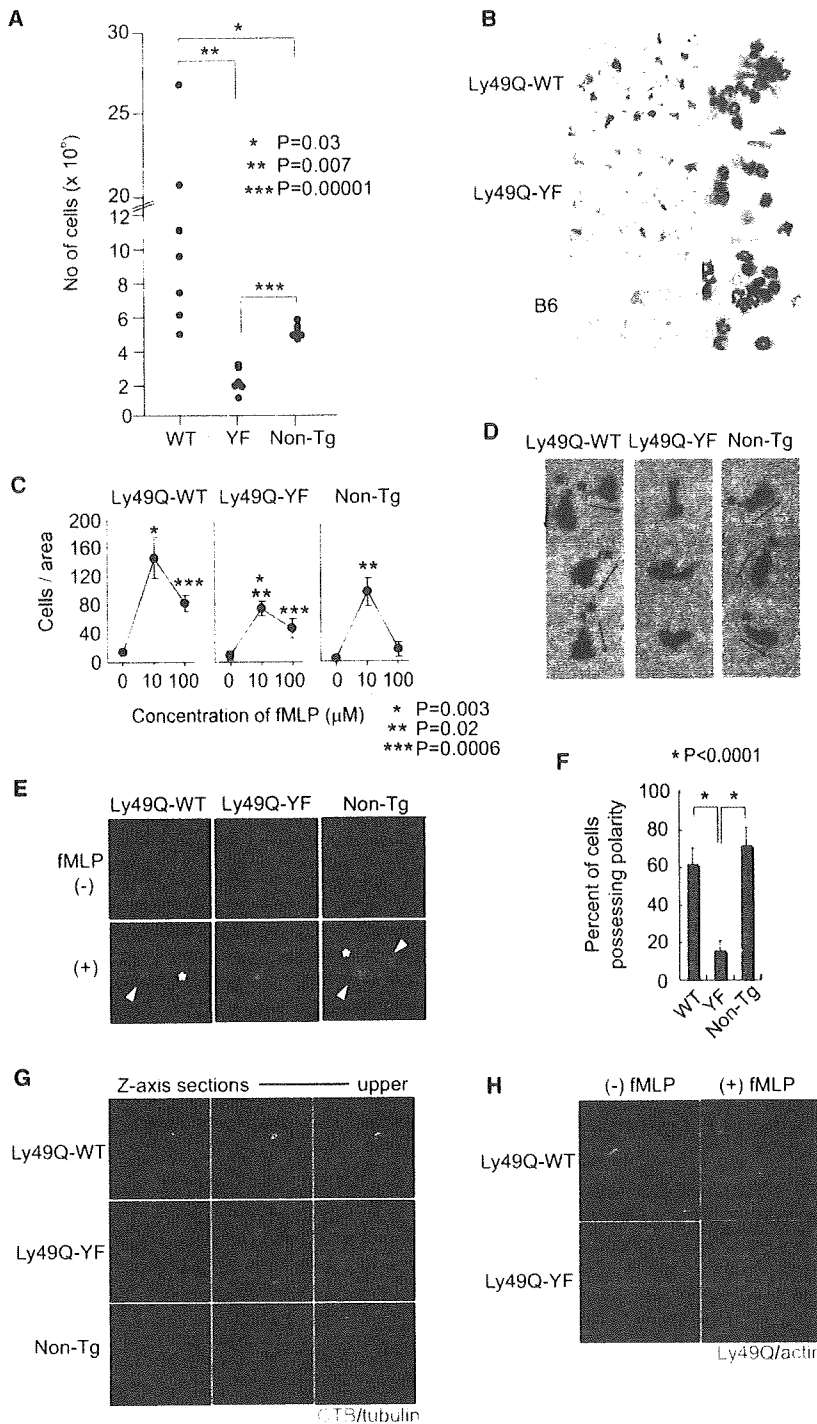 A
No of cells (x 10⁵)
30
25
20
12
10
8
6
4
2
0
*
**
* P=0.03
** P=0.007
*** P=0.00001
***
WT YF Non-Tg
B
Ly49Q-WT
Ly49Q-YF
B6
C
Ly49Q-WT Ly49Q-YF Non-Tg
Cells / area
200
160
120
80
40
0
*
***
*
**
***
**
0 10 100 0 10 100 0 10 100
Concentration of fMLP (µM)
* P=0.003
** P=0.02
*** P=0.0006
D
Ly49Q-WT Ly49Q-YF Non-Tg
E
Ly49Q-WT Ly49Q-YF Non-Tg
fMLP
(-)
(+)
F
* P<0.0001
Percent of cells
possessing polarity
100
80
60
40
20
0
* *
WT YF Non-Tg
G
Z-axis sections upper
Ly49Q-WT
Ly49Q-YF
Non-Tg
CTB/tubulin
H
(-) fMLP (+) fMLP
Ly49Q-WT
Ly49Q-YF
Ly49Q/actin